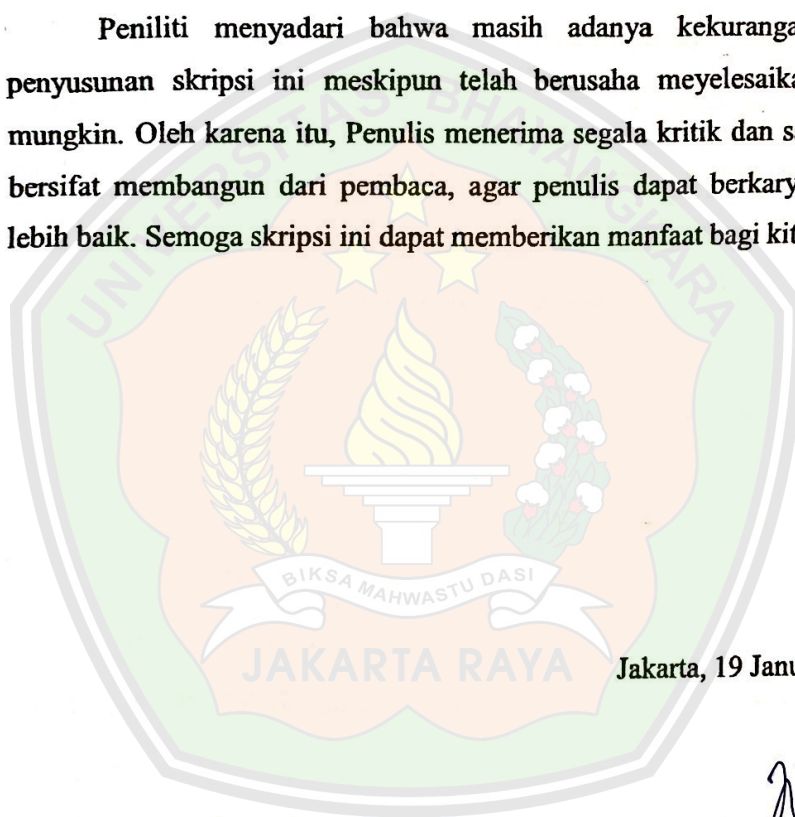 Peniliti menyadari bahwa masih adanya kekuranga
penyusunan skripsi ini meskipun telah berusaha meyelesaika
mungkin. Oleh karena itu, Penulis menerima segala kritik dan s
bersifat membangun dari pembaca, agar penulis dapat berkary
lebih baik. Semoga skripsi ini dapat memberikan manfaat bagi kit
UNIVERSITAS BHAYANGKARA
BIKSA MAHWASTU DASI
JAKARTA RAYA
Jakarta, 19 Janu